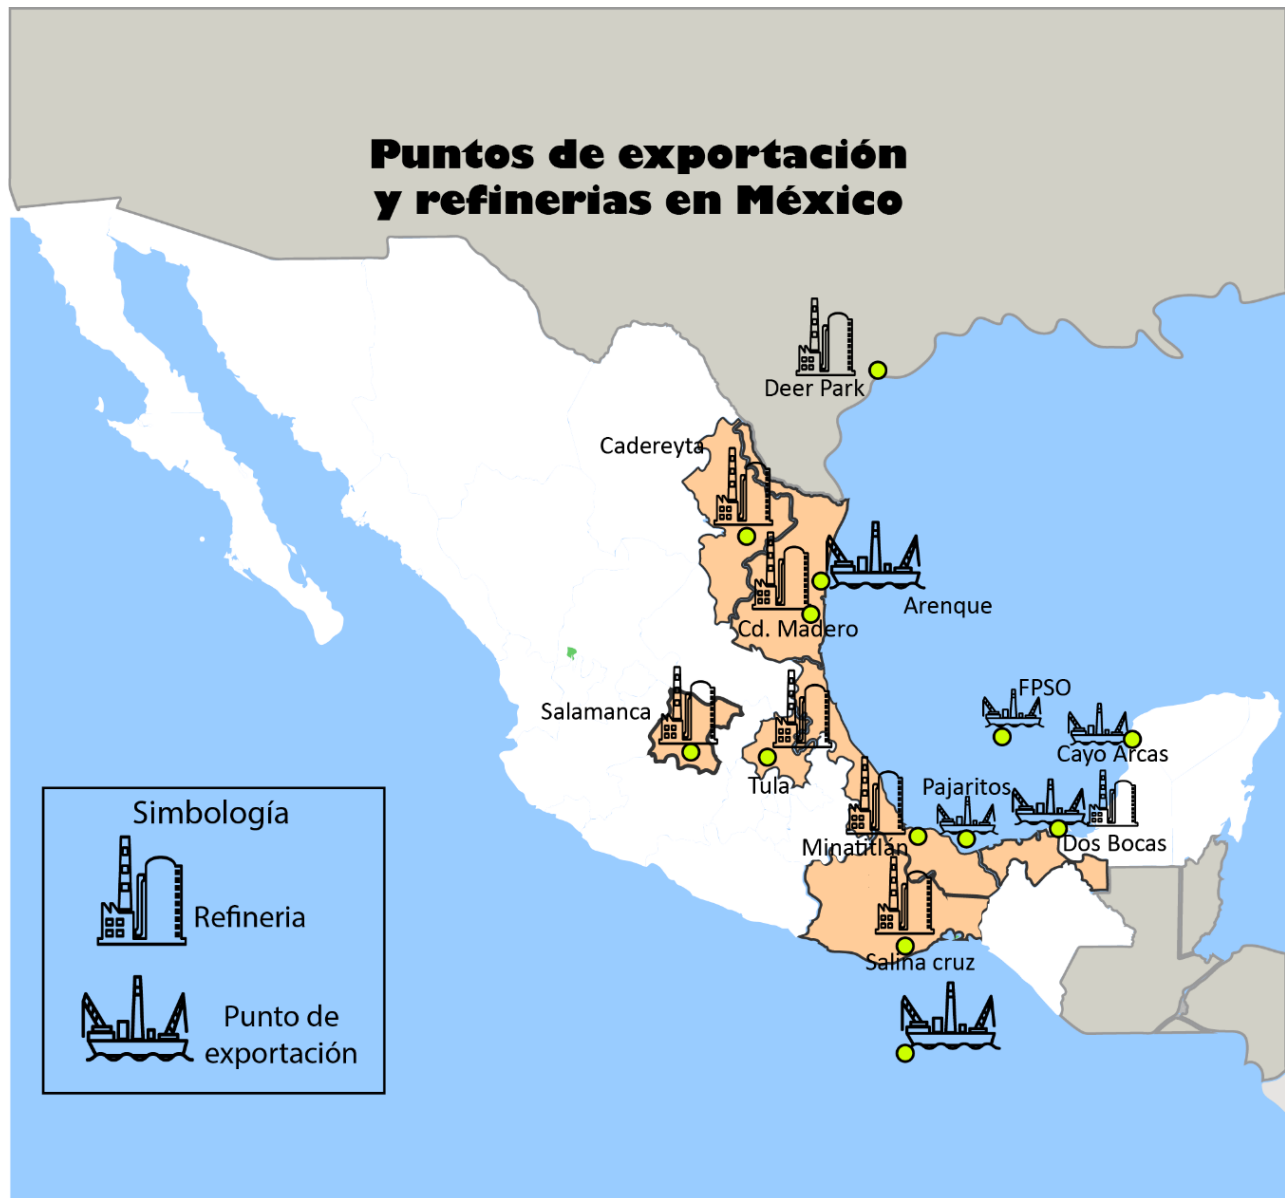 Puntos de exportación
y refinerias en México
Deer Park
Cadereyta
Arenque
Cd. Madero
FPSO
Salamanca
Cayo Arcas
Tula
Pajaritos
Simbología
Minatitlán
Dos Bocas
Refineria
Salina cruz
Punto de
exportación